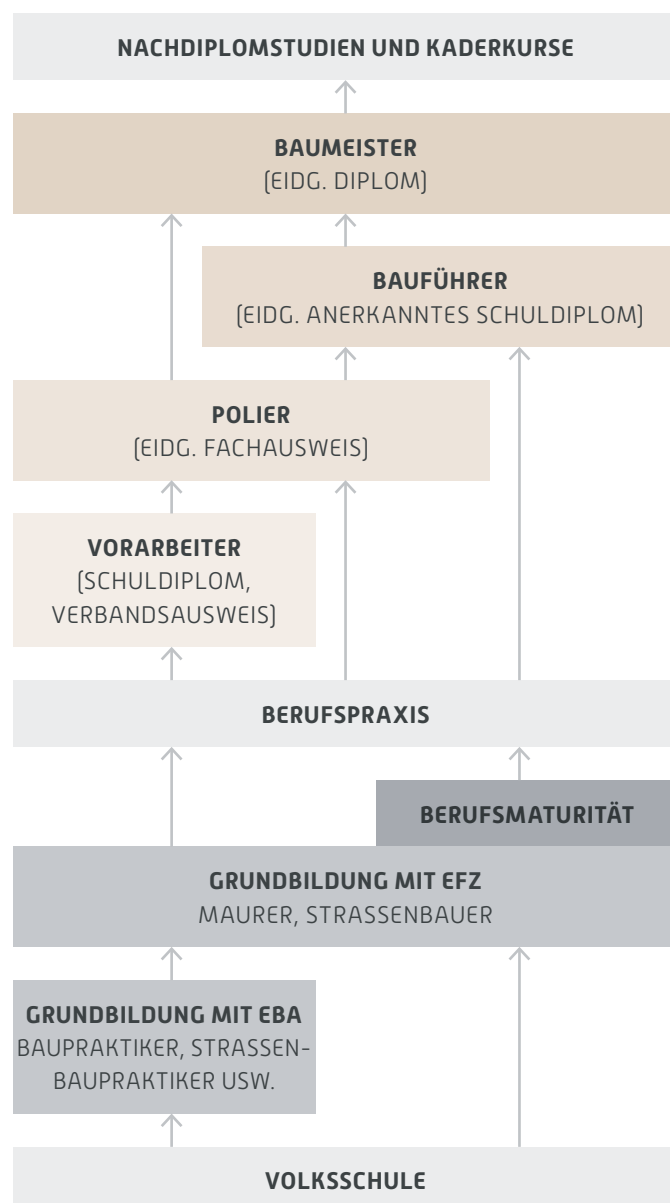 NACHDIPLOMSTUDIEN UND KADERKURSE
BAUMEISTER
(EIDG. DIPLOM)
BAUFÜHRER
(EIDG. ANERKANNTES SCHULDIPLOM)
POLIER
(EIDG. FACHAUSWEIS)
VORARBEITER
(SCHULDIPLOM,
VERBANDSAUSWEIS)
BERUFSPRAXIS
BERUFSMATURITÄT
GRUNDBILDUNG MIT EFZ
MAURER, STRASSENBAUER
GRUNDBILDUNG MIT EBA
BAUPRAKTIKER, STRASSEN-
BAUPRAKTIKER USW.
VOLKSSCHULE